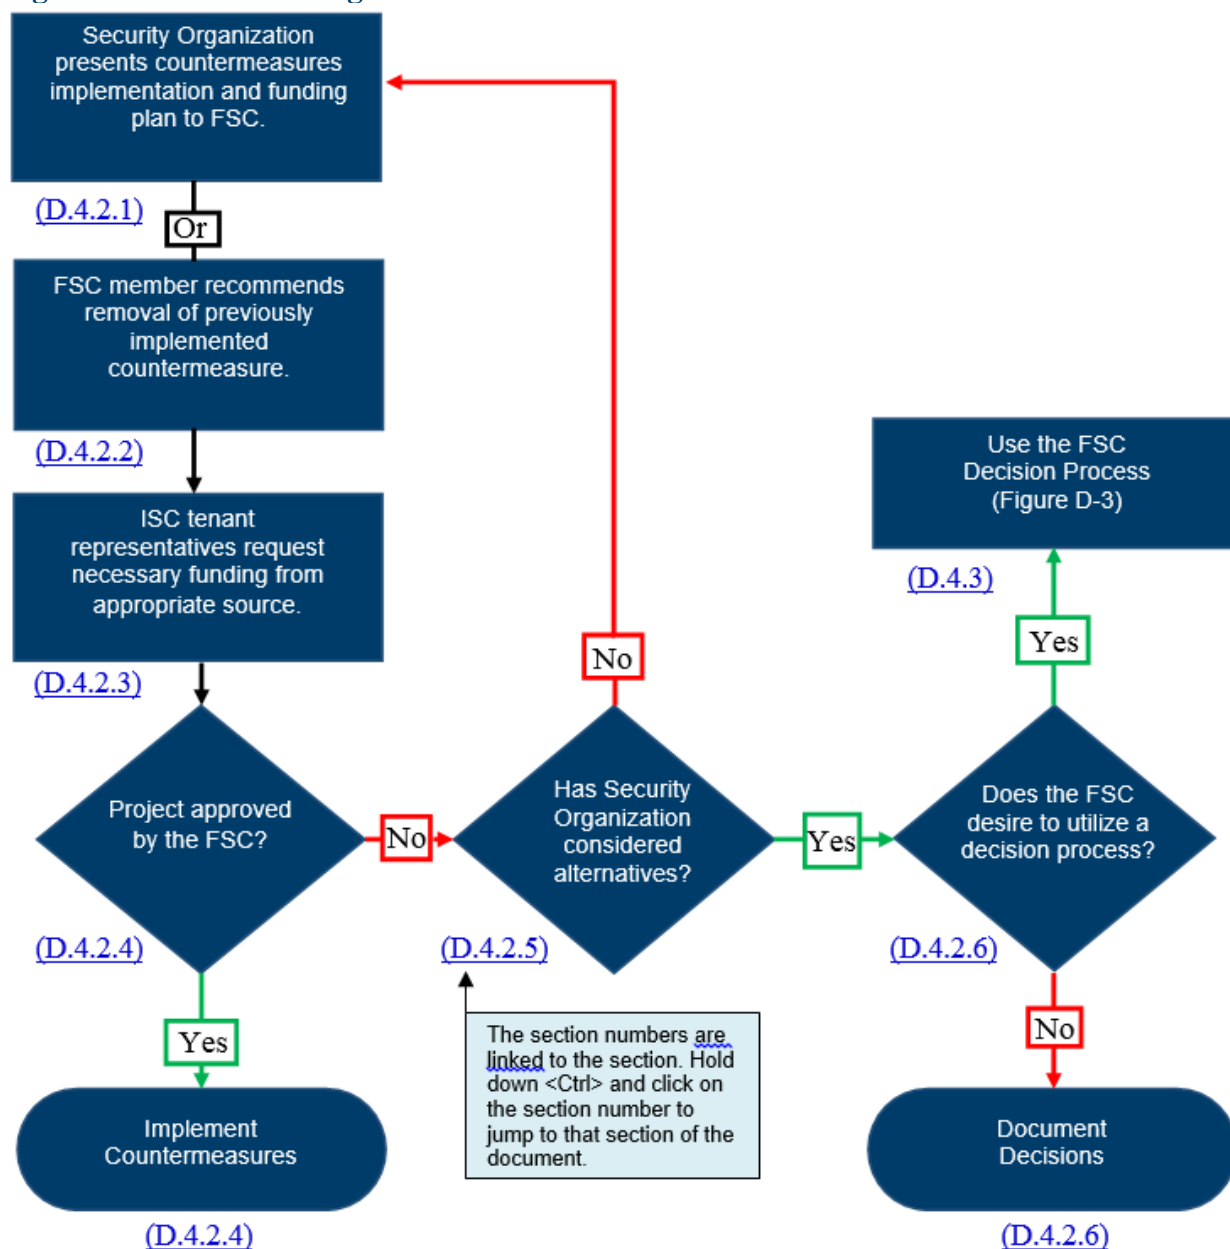 Security Organization
presents countermeasures
implementation and funding
plan to FSC.
(D.4.2.1)
Or
FSC member recommends
removal of previously
implemented
countermeasure.
(D.4.2.2)
ISC tenant
representatives request
necessary funding from
appropriate source.
(D.4.2.3)
Project approved
by the FSC?
(D.4.2.4)
Yes
Implement
Countermeasures
(D.4.2.4)
No
Has Security
Organization
considered
alternatives?
(D.4.2.5)
No
The section numbers are
linked to the section. Hold
down <Ctrl> and click on
the section number to
jump to that section of the
document.
Yes
Does the FSC
desire to utilize a
decision process?
(D.4.2.6)
Yes
Use the FSC
Decision Process
(Figure D-3)
(D.4.3)
No
Document
Decisions
(D.4.2.6)